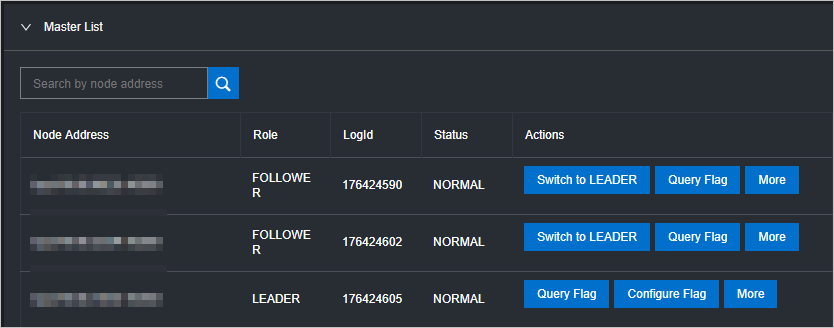 Master List
Search by node address
Node Address Role LogId Status Actions
FOLLOWE
R 176424590 NORMAL Switch to LEADER Query Flag More
FOLLOWE
R 176424602 NORMAL Switch to LEADER Query Flag More
LEADER 176424605 NORMAL Query Flag Configure Flag More